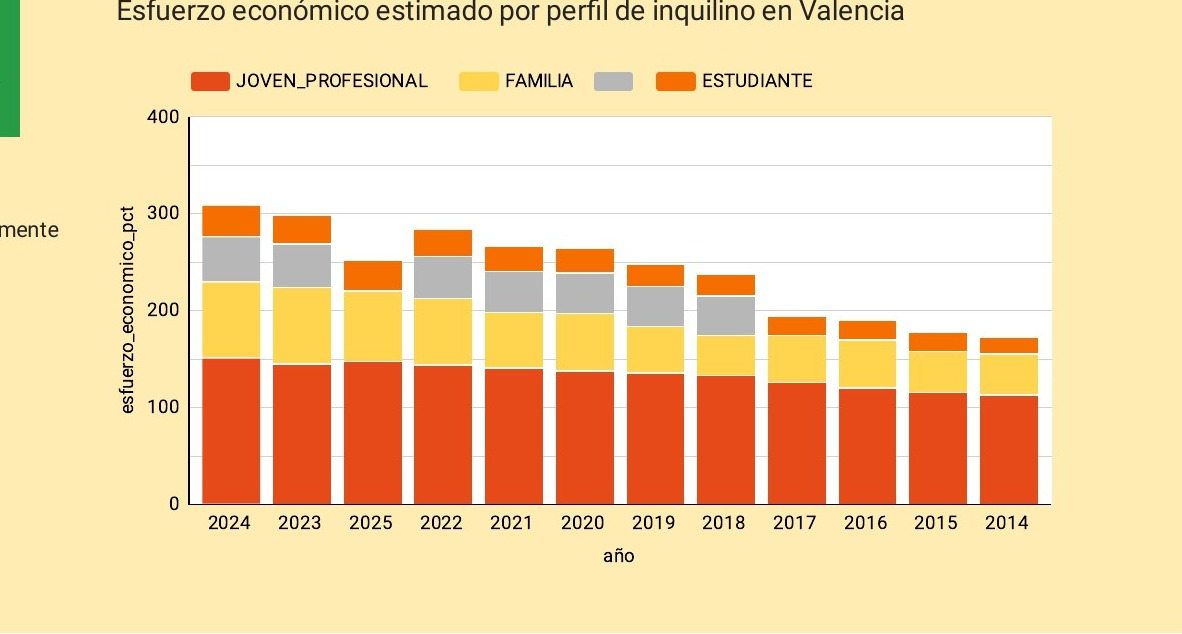 Esfuerzo económico estimado por perfil de inquilino en Valencia
JOVEN_PROFESIONAL FAMILIA ESTUDIANTE
400
300
200
100
0
esfuerzo_economico_pct
mente
2024 2023 2025 2022 2021 2020 2019 2018 2017 2016 2015 2014
año